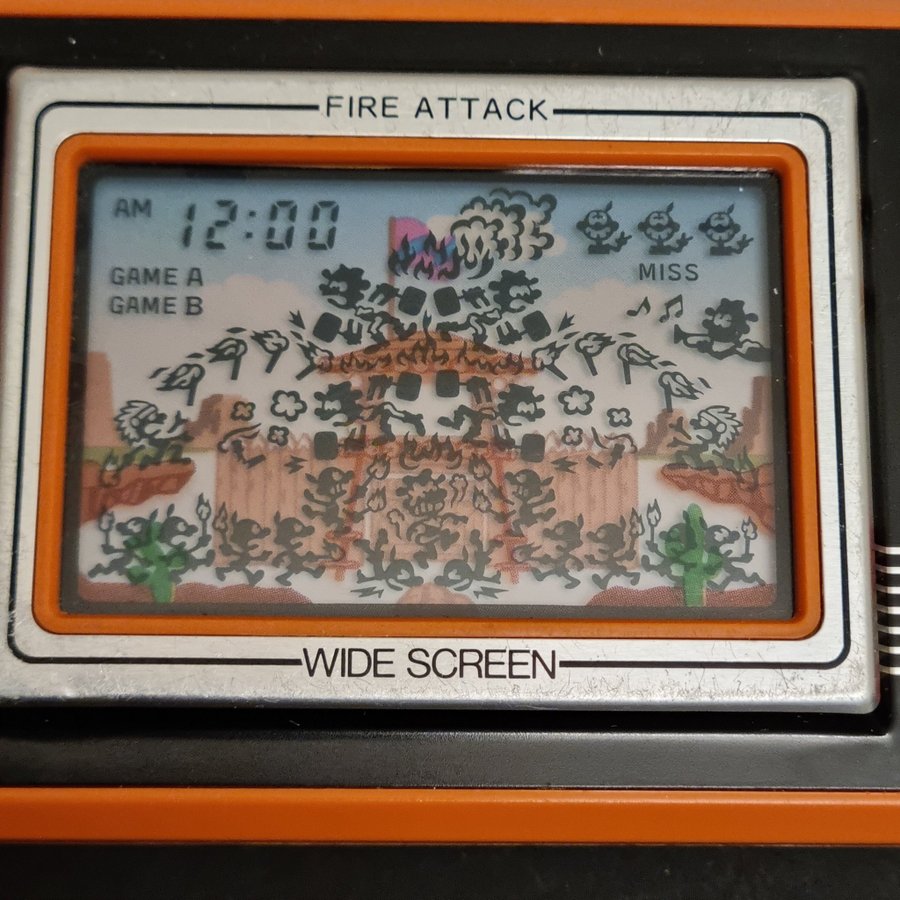 FIRE ATTACK
AM 12:00
GAME A
GAME B
MISS
WIDE SCREEN